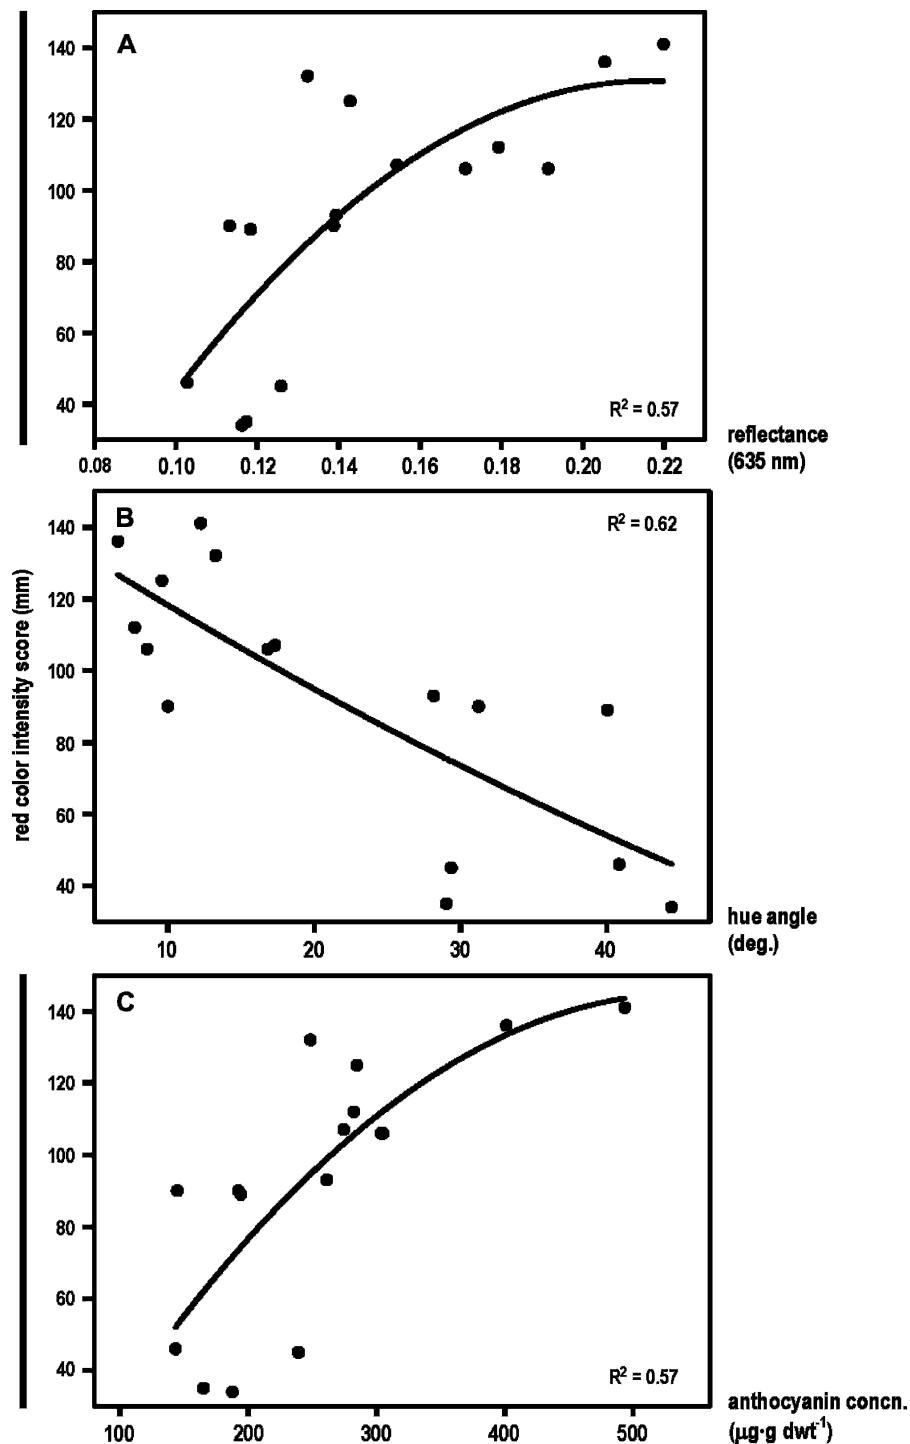 A
140
120
100
80
60
40
R² = 0.57
0.08 0.10 0.12 0.14 0.16 0.18 0.20 0.22
reflectance
(635 nm)
B
R² = 0.62
140
120
100
80
60
40
red color intensity score (mm)
10 20 30 40
hue angle
(deg.)
C
140
120
100
80
60
40
R² = 0.57
100 200 300 400 500
anthocyanin concn.
(µg·g dwt⁻¹)